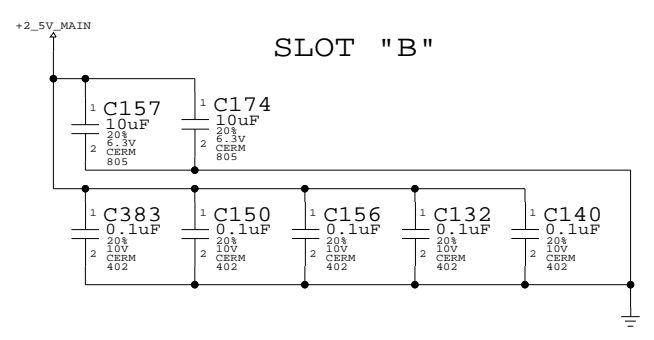 +2_5V_MAIN
SLOT "B"
1 C157
10uF
20%
6.3V
2 CERM
805
1 C174
10uF
20%
6.3V
2 CERM
805
1 C383
0.1uF
20%
10V
2 CERM
402
1 C150
0.1uF
20%
10V
2 CERM
402
1 C156
0.1uF
20%
10V
2 CERM
402
1 C132
0.1uF
20%
10V
2 CERM
402
1 C140
0.1uF
20%
10V
2 CERM
402